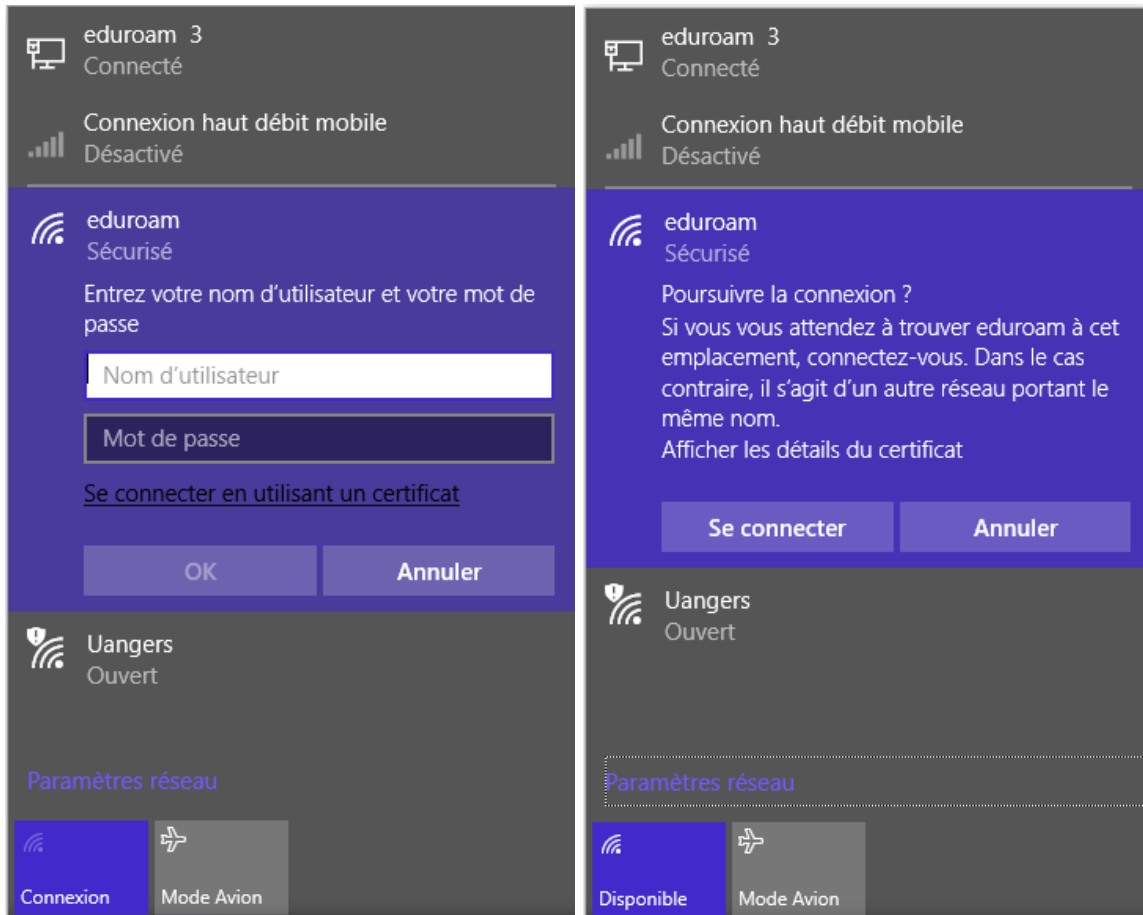 eduroam 3
Connecté
Connexion haut débit mobile
Désactivé
eduroam
Sécurisé
Entrez votre nom d'utilisateur et votre mot de
passe
Nom d'utilisateur
Mot de passe
Se connecter en utilisant un certificat
OK
Annuler
Uangers
Ouvert
Paramètres réseau
Connexion
Mode Avion
eduroam 3
Connecté
Connexion haut débit mobile
Désactivé
eduroam
Sécurisé
Poursuivre la connexion ?
Si vous vous attendez à trouver eduroam à cet
emplacement, connectez-vous. Dans le cas
contraire, il s'agit d'un autre réseau portant le
même nom.
Afficher les détails du certificat
Se connecter
Annuler
Uangers
Ouvert
Paramètres réseau
Disponible
Mode Avion